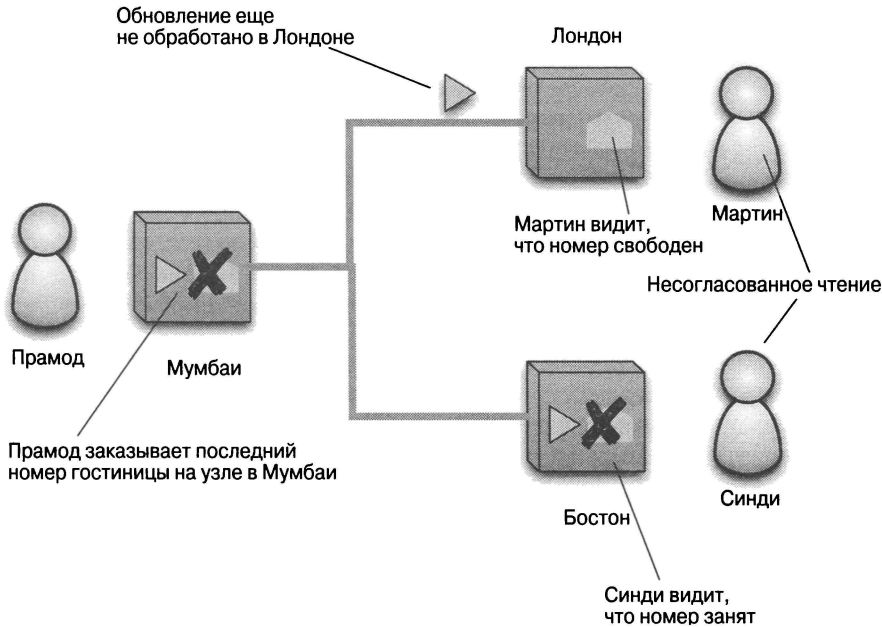 Обновление еще
не обработано в Лондоне
Лондон
Мартин
Мартин видит,
что номер свободен
Несогласованное чтение
Прамод
Мумбаи
Прамод заказывает последний
номер гостиницы на узле в Мумбаи
Бостон
Синди
Синди видит,
что номер занят